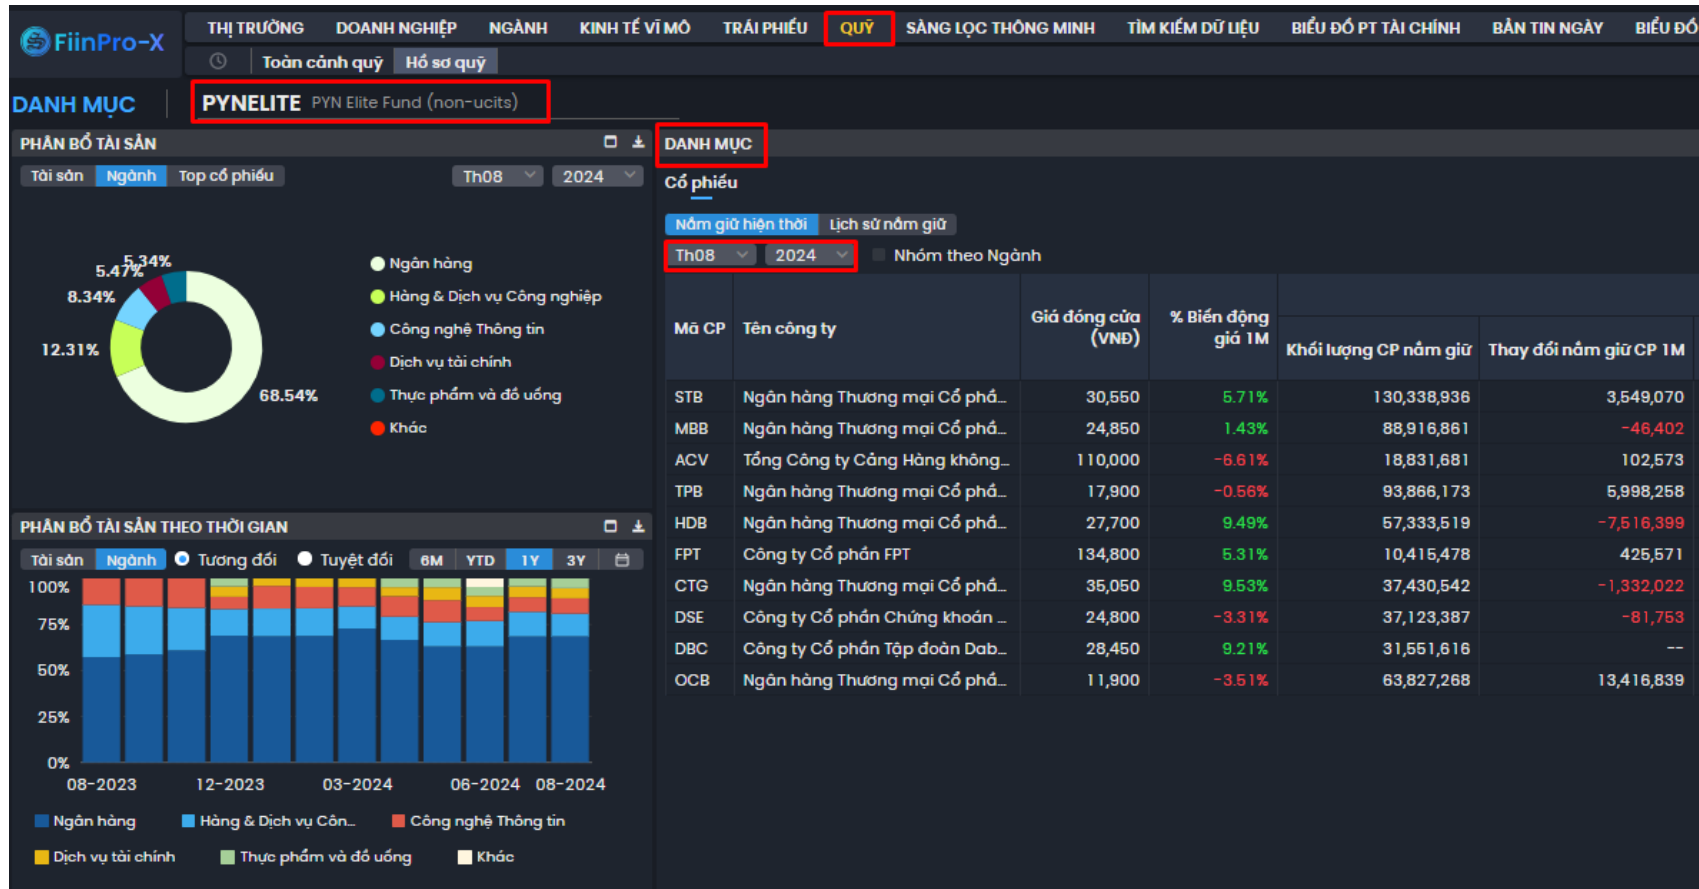 FiinPro-X
THỊ TRƯỜNG DOANH NGHIỆP NGÀNH KINH TẾ VĨ MÔ TRÁI PHIẾU QUỸ SÀNG LỌC THÔNG MINH TÌM KIẾM DỮ LIỆU BIỂU ĐỒ PT TÀI CHÍNH BẢN TIN NGÀY BIỂU ĐỒ
Toàn cảnh quỹ Hồ sơ quỹ
DANH MỤC PYNELITE PYN Elite Fund (non-ucits)
PHÂN BỔ TÀI SẢN
Tài sản Ngành Top cổ phiếu Th08 2024
5.34%
5.47%
8.34%
12.31%
68.54%
Ngân hàng
Hàng & Dịch vụ Công nghiệp
Công nghệ Thông tin
Dịch vụ tài chính
Thực phẩm và đồ uống
Khác
PHÂN BỔ TÀI SẢN THEO THỜI GIAN
Tài sản Ngành Tương đối Tuyệt đối 6M YTD 1Y 3Y
100%
75%
50%
25%
0%
08-2023 12-2023 03-2024 06-2024 08-2024
Ngân hàng Hàng & Dịch vụ Côn... Công nghệ Thông tin
Dịch vụ tài chính Thực phẩm và đồ uống Khác
DANH MỤC
Cổ phiếu
Nắm giữ hiện thời Lịch sử nắm giữ
Th08 2024 Nhóm theo Ngành
Mã CP Tên công ty Giá đóng cửa (VNĐ) % Biến động giá 1M Khối lượng CP nắm giữ Thay đổi nắm giữ CP 1M
STB Ngân hàng Thương mại Cổ phầ... 30,550 5.71% 130,338,936 3,549,070
MBB Ngân hàng Thương mại Cổ phầ... 24,850 1.43% 88,916,861 -46,402
ACV Tổng Công ty Cảng Hàng không... 110,000 -6.61% 18,831,681 102,573
TPB Ngân hàng Thương mại Cổ phầ... 17,900 -0.56% 93,866,173 5,998,258
HDB Ngân hàng Thương mại Cổ phầ... 27,700 9.49% 57,333,519 -7,516,399
FPT Công ty Cổ phần FPT 134,800 5.31% 10,415,478 425,571
CTG Ngân hàng Thương mại Cổ phầ... 35,050 9.53% 37,430,542 -1,332,022
DSE Công ty Cổ phần Chứng khoán ... 24,800 -3.31% 37,123,387 -81,753
DBC Công ty Cổ phần Tập đoàn Dab... 28,450 9.21% 31,551,616 --
OCB Ngân hàng Thương mại Cổ phầ... 11,900 -3.51% 63,827,268 13,416,839